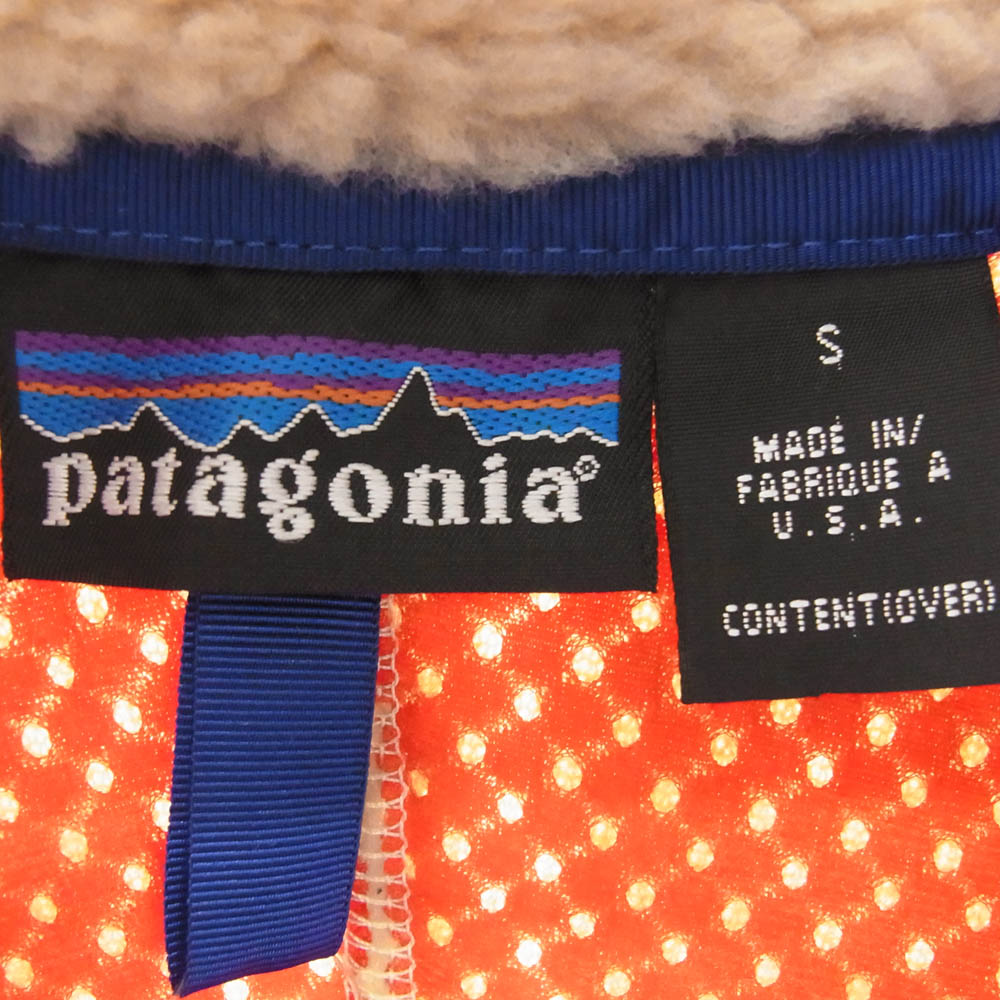 patagonia®
S
MADE IN/
FABRIQUE A
U.S.A.
CONTENT(OVER)